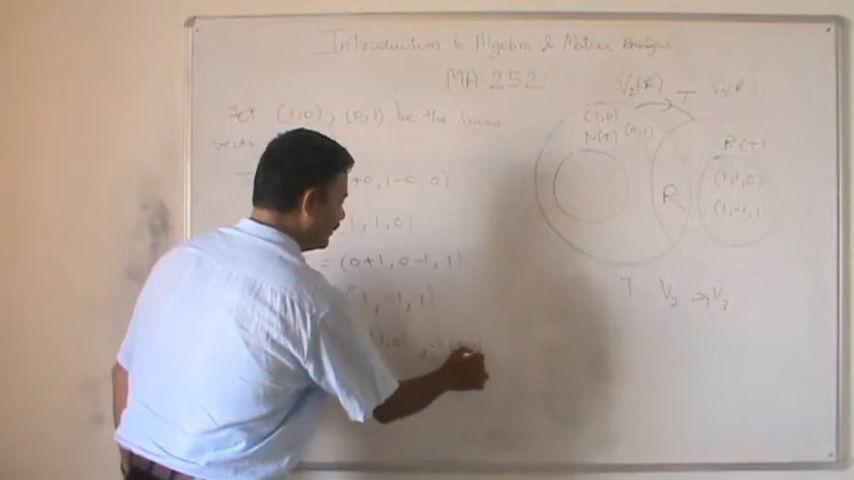 Introduction to Algebra & Matrix Analysis
MA-252
Let (1,0), (0,1) be the basis
vect
+0, 1-0, 0)
1, 1, 0)
= (0+1, 0-1, 1)
1, -1, 1)
V₂(R) T V₃(R)
(1,0)
N(T) (0,1)
R
R(T)
(1,1,0)
(1,-1,1
T V₂ → V₃